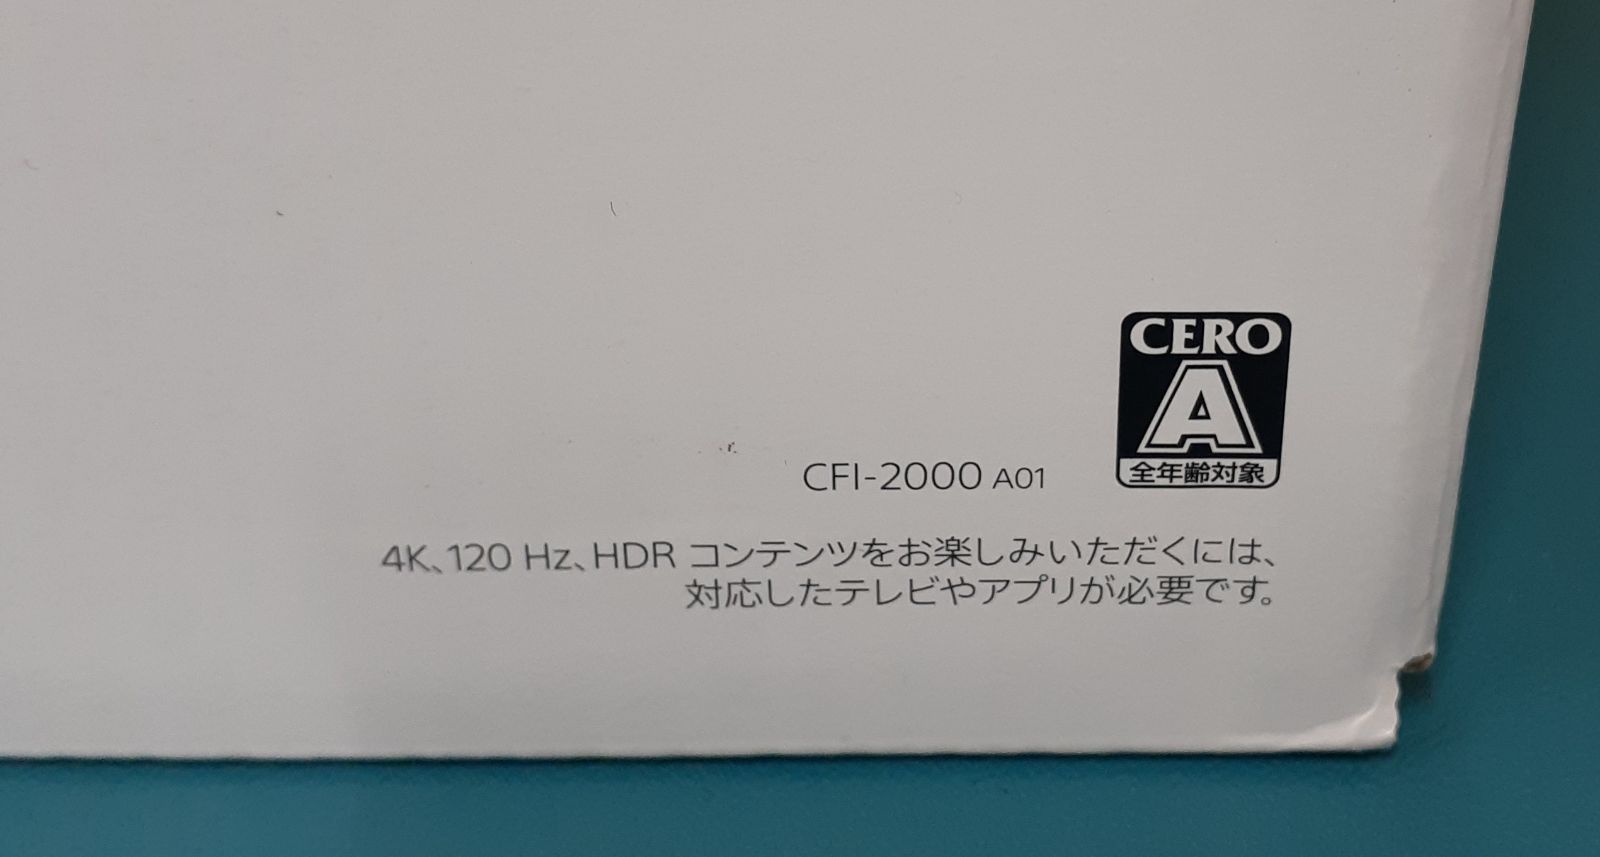 CERO
A
全年齢対象
CFI-2000 A01
4K、120 Hz、HDR コンテンツをお楽しみいただくには、
対応したテレビやアプリが必要です。